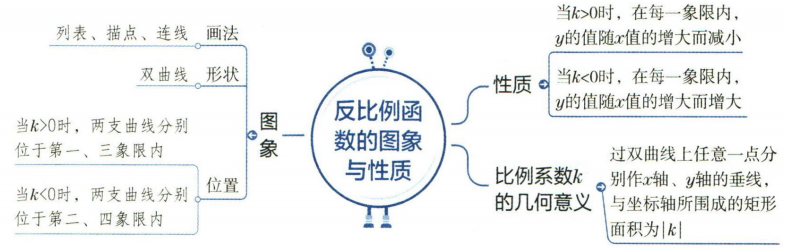 列表、描点、连线 画法
双曲线 形状
当k>0时，两支曲线分别
位于第一、三象限内
当k<0时，两支曲线分别
位于第二、四象限内
位置
图
象
反比例函
数的图象
与性质
性质
当k>0时，在每一象限内，
y的值随x值的增大而减小
当k<0时，在每一象限内，
y的值随x值的增大而增大
比例系数k
的几何意义
过双曲线上任意一点分
别作x轴、y轴的垂线，
与坐标轴所围成的矩形
面积为|k|